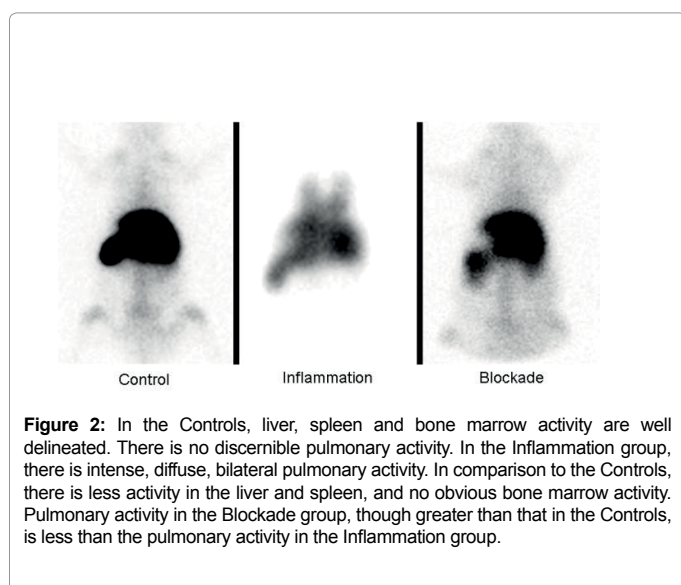 Control
Inflammation
Blockade
Figure 2: In the Controls, liver, spleen and bone marrow activity are well
delineated. There is no discernible pulmonary activity. In the Inflammation group,
there is intense, diffuse, bilateral pulmonary activity. In comparison to the Controls,
there is less activity in the liver and spleen, and no obvious bone marrow activity.
Pulmonary activity in the Blockade group, though greater than that in the Controls,
is less than the pulmonary activity in the Inflammation group.